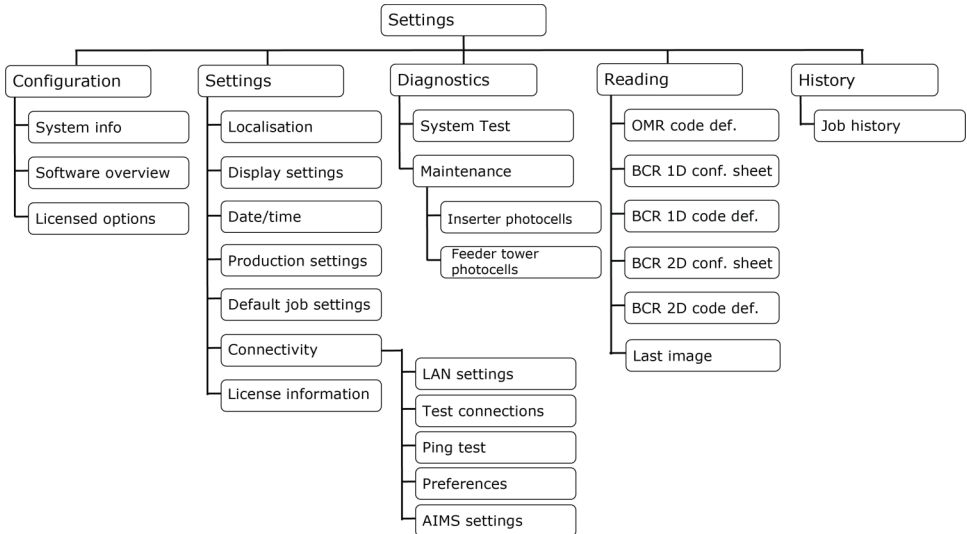 Settings
Configuration
System info
Software overview
Licensed options
Settings
Localisation
Display settings
Date/time
Production settings
Default job settings
Connectivity
LAN settings
Test connections
Ping test
Preferences
AIMS settings
License information
Diagnostics
System Test
Maintenance
Inserter photocells
Feeder tower
photocells
Reading
OMR code def.
BCR 1D conf. sheet
BCR 1D code def.
BCR 2D conf. sheet
BCR 2D code def.
Last image
History
Job history